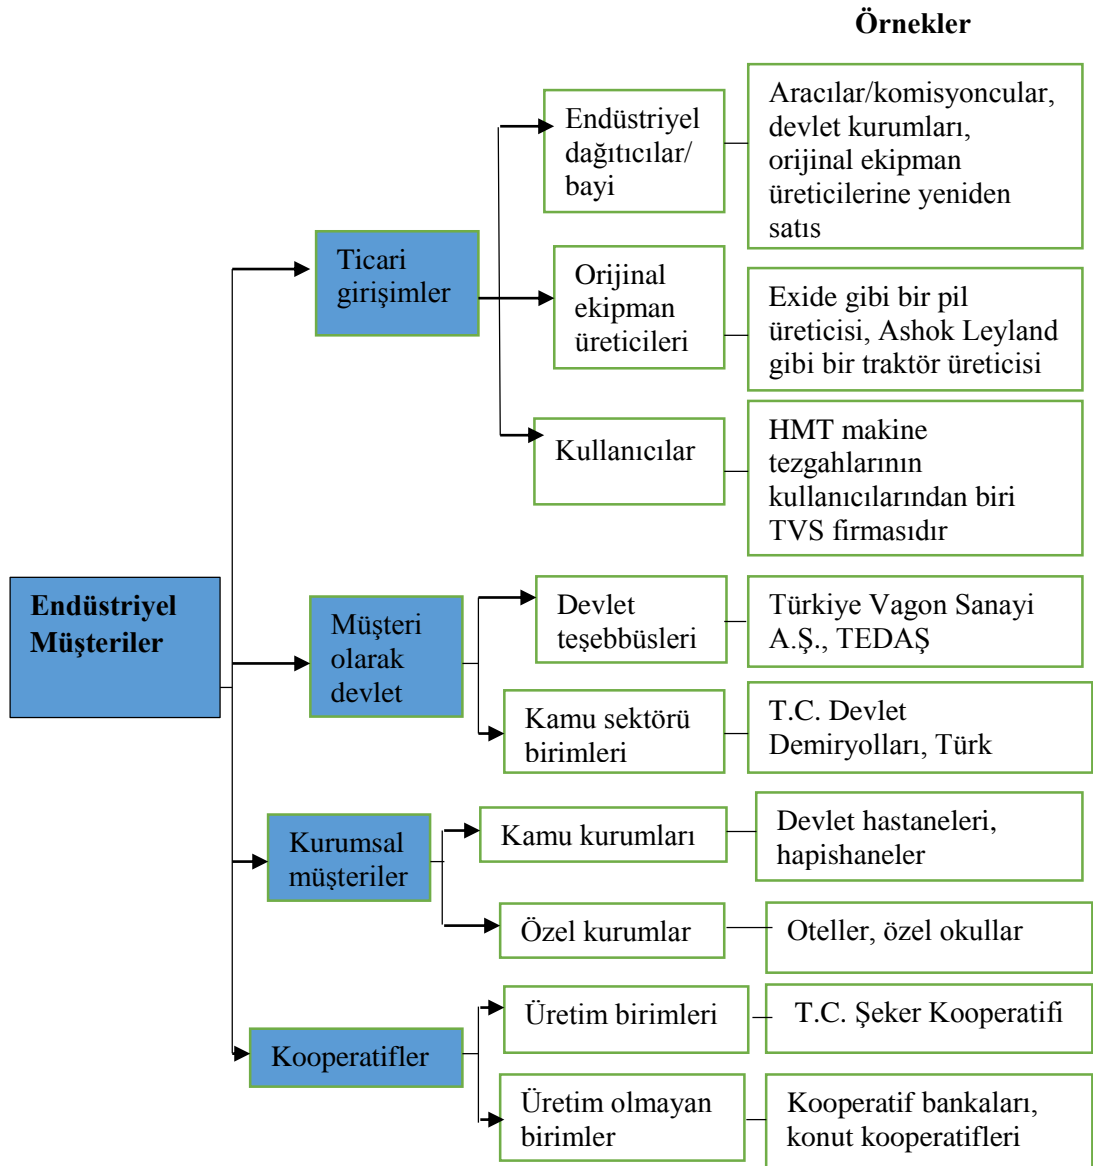 Örnekler
Endüstriyel
dağıtıcılar/
bayi
Aracılar/komisyoncular,
devlet kurumları,
orijinal ekipman
üreticilerine yeniden
satıs
Ticari
girişimler
Orijinal
ekipman
üreticileri
Exide gibi bir pil
üreticisi, Ashok Leyland
gibi bir traktör üreticisi
Kullanıcılar
HMT makine
tezgahlarının
kullanıcılarından biri
TVS firmasıdır
Endüstriyel
Müşteriler
Müşteri
olarak
devlet
Devlet
teşebbüsleri
Türkiye Vagon Sanayi
A.Ş., TEDAŞ
Kamu sektörü
birimleri
T.C. Devlet
Demiryolları, Türk
Kurumsal
müşteriler
Kamu kurumları
Devlet hastaneleri,
hapishaneler
Özel kurumlar
Oteller, özel okullar
Kooperatifler
Üretim birimleri
T.C. Şeker Kooperatifi
Üretim olmayan
birimler
Kooperatif bankaları,
konut kooperatifleri